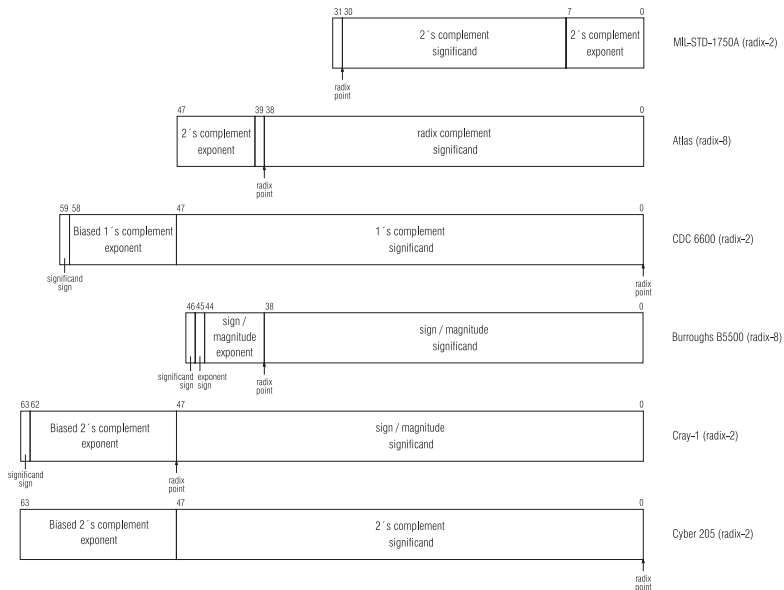 31 30 7 0
2´s complement significand
2´s complement exponent
MIL-STD-1750A (radix-2)
radix point
47 39 38 0
2´s complement exponent
radix complement significand
Atlas (radix-8)
radix point
59 58 47 0
Biased 1´s complement exponent
1´s complement significand
CDC 6600 (radix-2)
significand sign
radix point
46 45 44 38 0
sign / magnitude exponent
sign / magnitude significand
Burroughs B5500 (radix-8)
significand sign
exponent sign
radix point
63 62 47 0
Biased 2´s complement exponent
sign / magnitude significand
Cray-1 (radix-2)
significand sign
radix point
63 47 0
Biased 2´s complement exponent
2´s complement significand
Cyber 205 (radix-2)
radix point